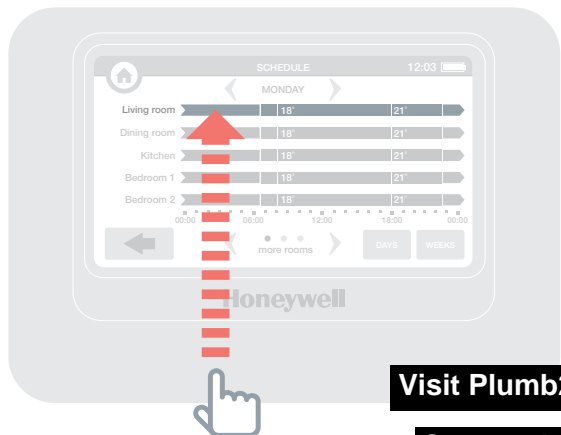 SCHEDULE 12:03
MONDAY
Living room 18° 21°
Dining room 18° 21°
Kitchen 18° 21°
Bedroom 1 18° 21°
Bedroom 2 18° 21°
00:00 06:00 12:00 18:00 00:00
more rooms DAYS WEEKS
Honeywell
Visit